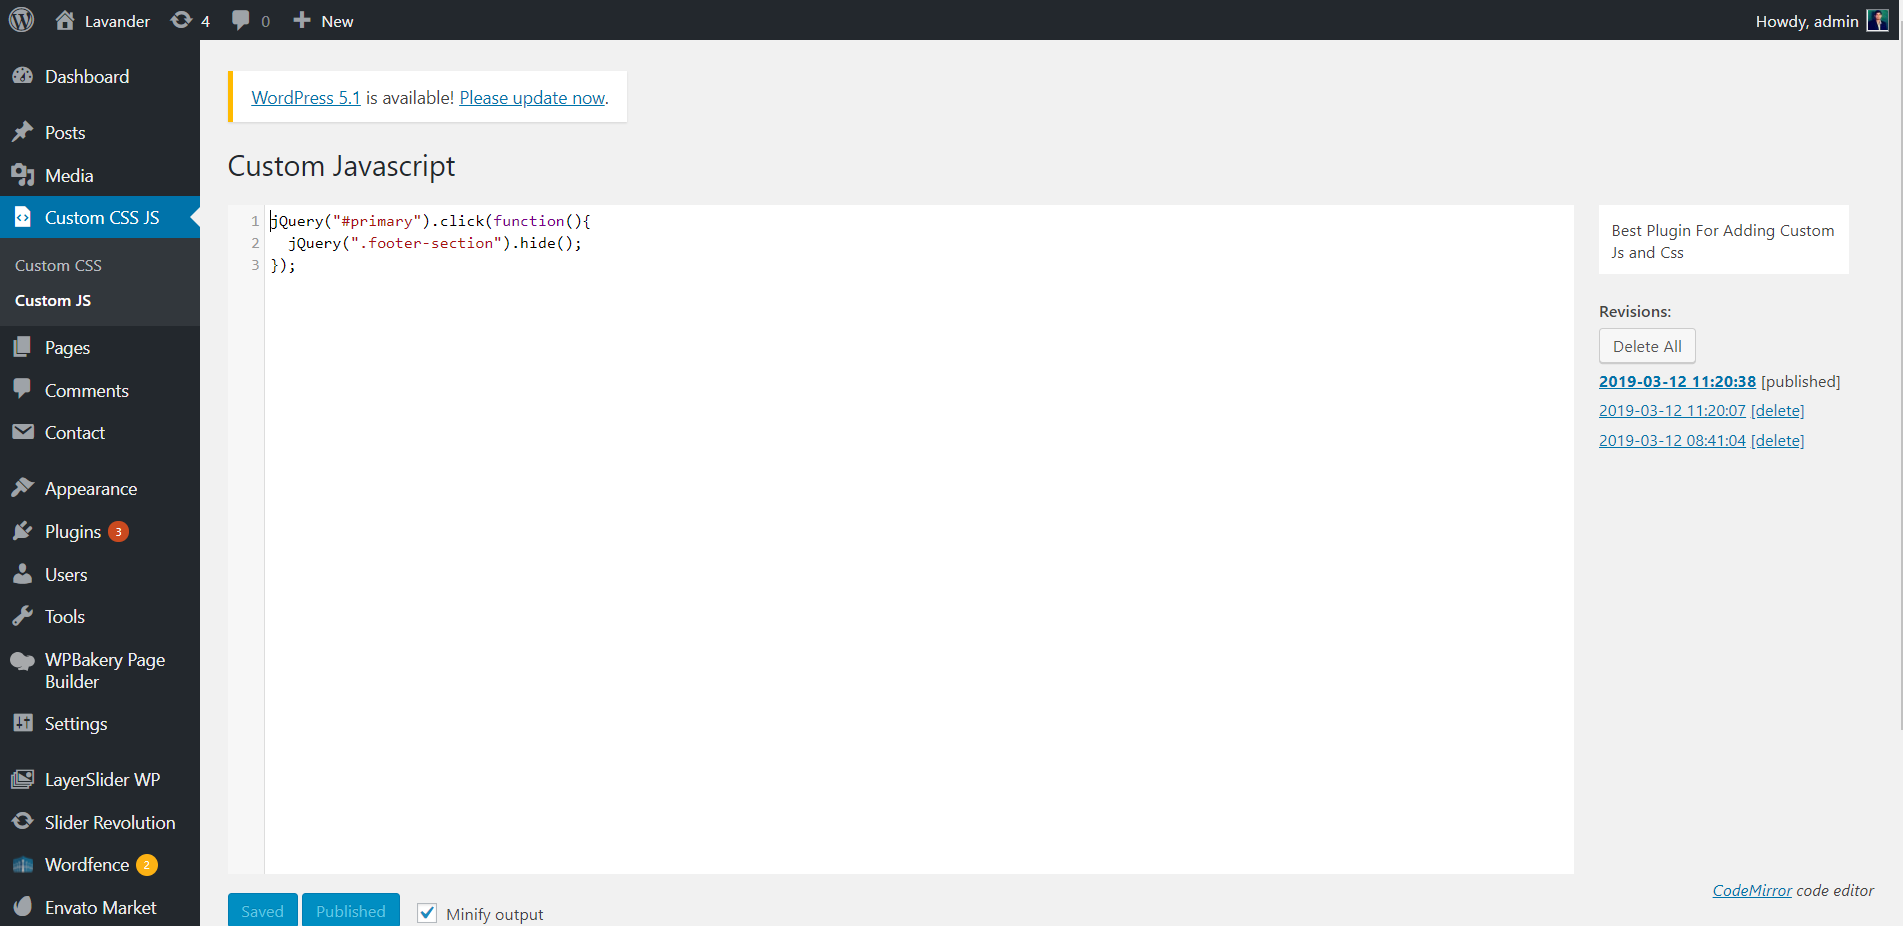 Lavander 4 0 New Howdy, admin
Dashboard
Posts
Media
Custom CSS JS
Custom CSS
Custom JS
Pages
Comments
Contact
Appearance
Plugins 3
Users
Tools
WPBakery Page
Builder
Settings
LayerSlider WP
Slider Revolution
Wordfence 2
Envato Market
WordPress 5.1 is available! Please update now.
Custom Javascript
1 jQuery("#primary").click(function(){
2 jQuery(".footer-section").hide();
3 });
Saved Published Minify output
Best Plugin For Adding Custom
Js and Css
Revisions:
Delete All
2019-03-12 11:20:38 [published]
2019-03-12 11:20:07 [delete]
2019-03-12 08:41:04 [delete]
CodeMirror code editor